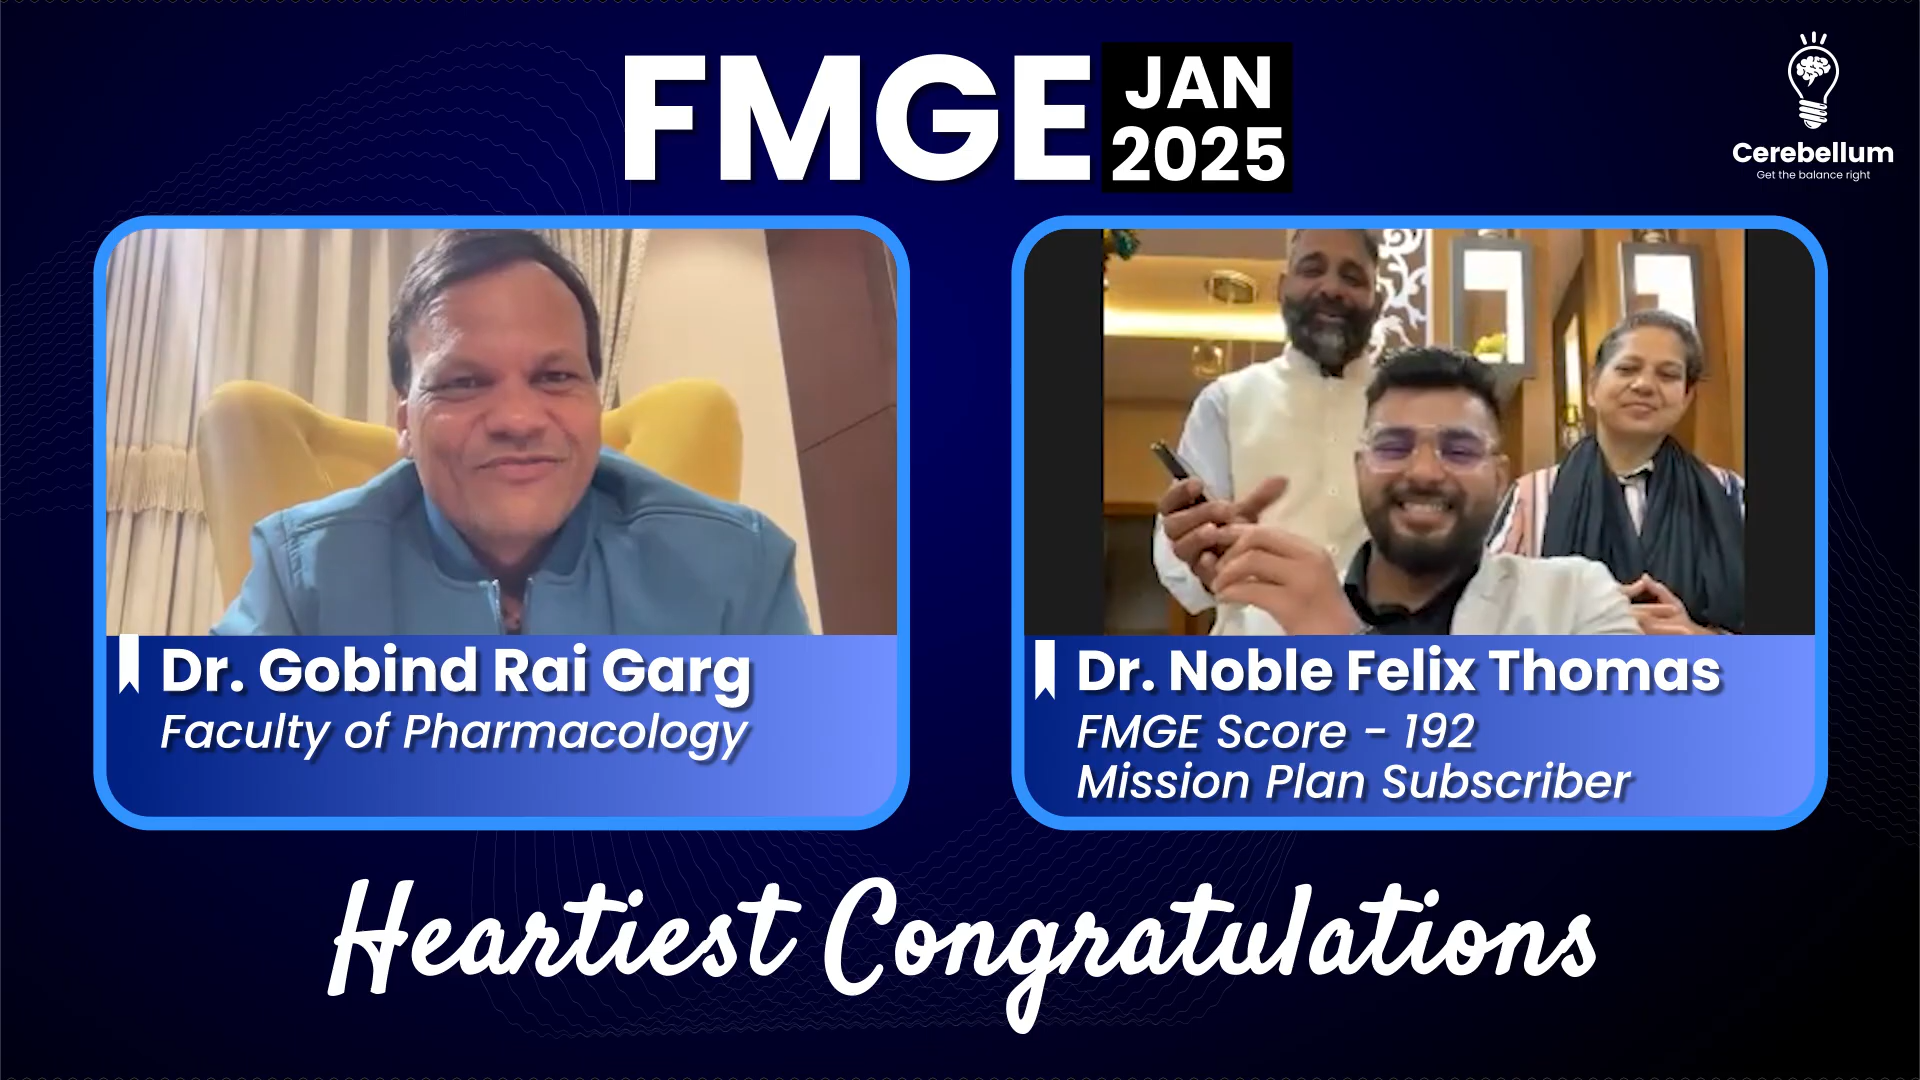 FMGE
JAN
2025
Cerebellum
Get the balance right
Dr. Gobind Rai Garg
Faculty of Pharmacology
Dr. Noble Felix Thomas
FMGE Score - 192
Mission Plan Subscriber
Heartiest Congratulations